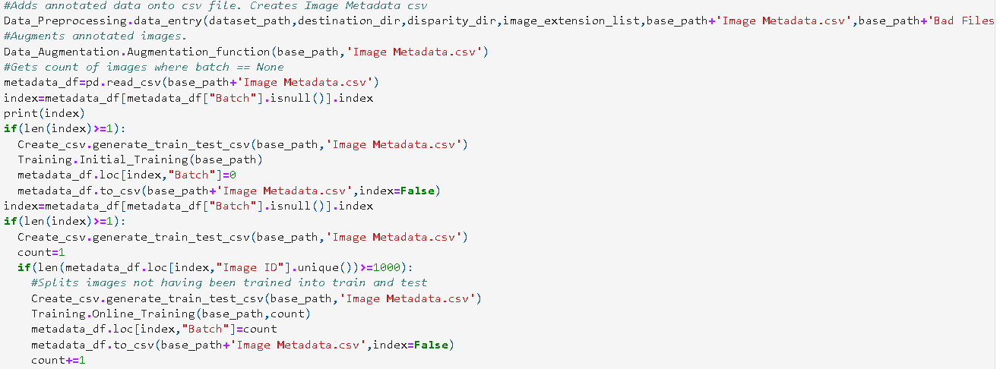 #Adds annotated data onto csv file. Creates Image Metadata csv
Data_Preprocessing.data_entry(dataset_path,destination_dir,disparity_dir,image_extension_list,base_path+'Image Metadata.csv',base_path+'Bad Files
#Augments annotated images.
Data_Augmentation.Augmentation_function(base_path,'Image Metadata.csv')
#Gets count of images where batch == None
metadata_df=pd.read_csv(base_path+'Image Metadata.csv')
index=metadata_df[metadata_df["Batch"].isnull()].index
print(index)
if(len(index)>=1):
  Create_csv.generate_train_test_csv(base_path,'Image Metadata.csv')
  Training.Initial_Training(base_path)
  metadata_df.loc[index,"Batch"]=0
  metadata_df.to_csv(base_path+'Image Metadata.csv',index=False)
index=metadata_df[metadata_df["Batch"].isnull()].index
if(len(index)>=1):
  Create_csv.generate_train_test_csv(base_path,'Image Metadata.csv')
  count=1
  if(len(metadata_df.loc[index,"Image ID"].unique())>=1000):
    #Splits images not having been trained into train and test
    Create_csv.generate_train_test_csv(base_path,'Image Metadata.csv')
    Training.Online_Training(base_path,count)
    metadata_df.loc[index,"Batch"]=count
    metadata_df.to_csv(base_path+'Image Metadata.csv',index=False)
    count+=1